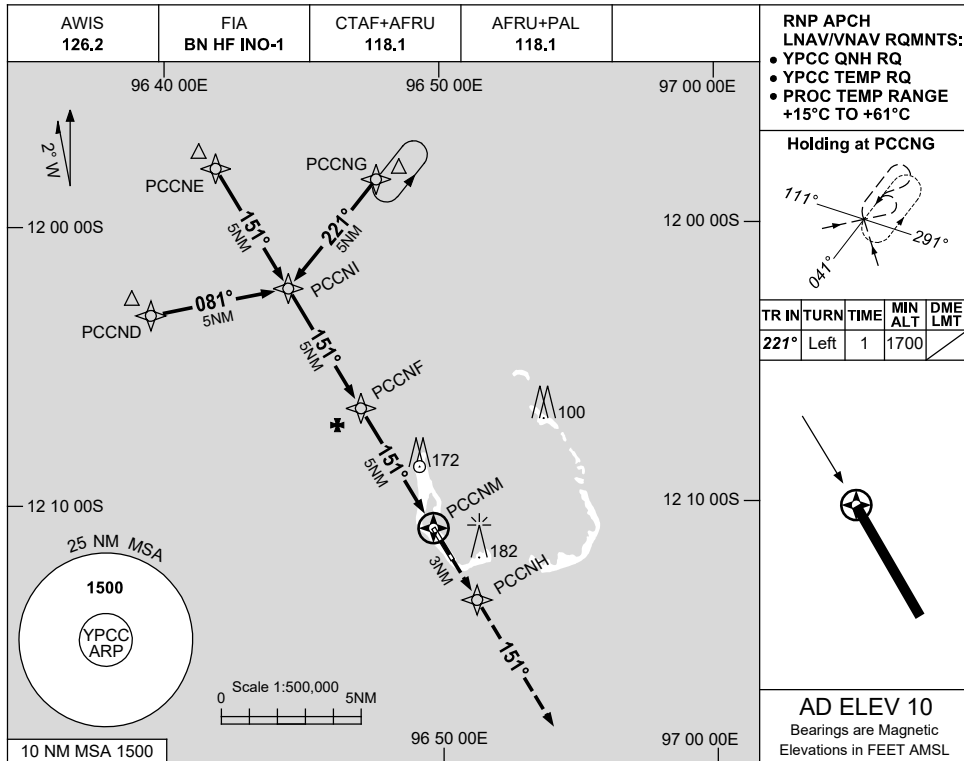 AWIS
126.2
FIA
BN HF INO-1
CTAF+AFRU
118.1
AFRU+PAL
118.1
RNP APCH
LNAV/VNAV RQMNTS:
• YPCC QNH RQ
• YPCC TEMP RQ
• PROC TEMP RANGE
+15°C TO +61°C
96 40 00E
96 50 00E
97 00 00E
2° W
PCCNE
PCCNG
151°
5NM
221°
5NM
12 00 00S
12 00 00S
PCCNI
081°
5NM
PCCND
151°
5NM
PCCNF
100
151°
5NM
172
PCCNM
12 10 00S
12 10 00S
182
3NM
PCCNH
151°
25 NM MSA
1500
YPCC
ARP
Scale 1:500,000
0
5NM
10 NM MSA 1500
96 50 00E
97 00 00E
Holding at PCCNG
111°
291°
041°
TR IN
TURN
TIME
MIN
ALT
DME
LMT
221°
Left
1
1700
AD ELEV 10
Bearings are Magnetic
Elevations in FEET AMSL